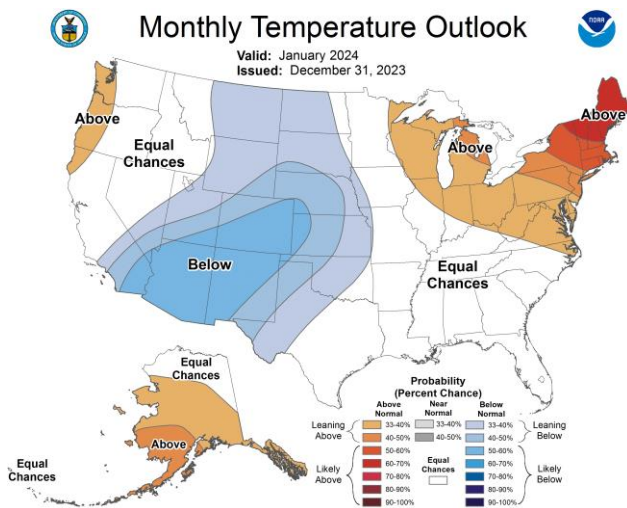 Monthly Temperature Outlook
Valid: January 2024
Issued: December 31, 2023
NOAA
Above
Equal
Chances
Above
Above
Below
Equal
Chances
Equal
Chances
Above
Equal
Chances
Probability
(Percent Chance)
Above
Normal
Near
Normal
Below
Normal
Leaning
Above
33-40%
33-40%
33-40%
Leaning
Below
40-50%
40-50%
40-50%
Likely
Above
50-60%
Equal
Chances
50-60%
Likely
Below
60-70%
60-70%
70-80%
70-80%
80-90%
80-90%
90-100%
90-100%